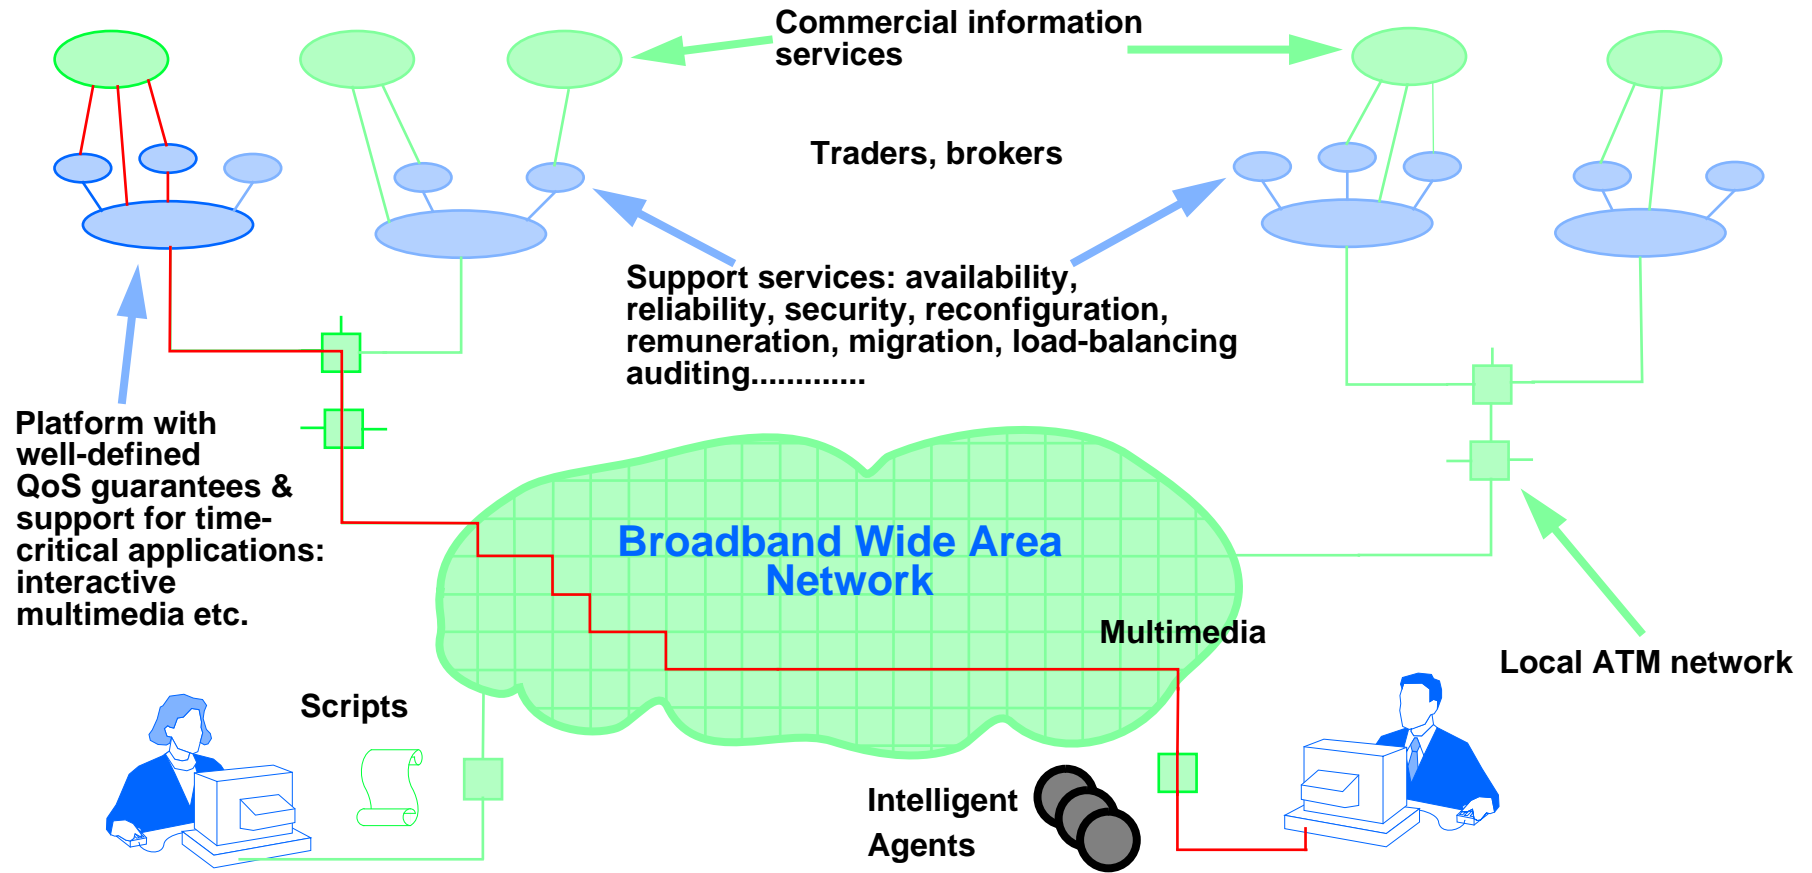 Commercial information
services
Traders, brokers
Support services: availability,
reliability, security, reconfiguration,
remuneration, migration, load-balancing
auditing.............
Platform with
well-defined
QoS guarantees &
support for time-
critical applications:
interactive
multimedia etc.
Broadband Wide Area
Network
Multimedia
Local ATM network
Scripts
Intelligent
Agents